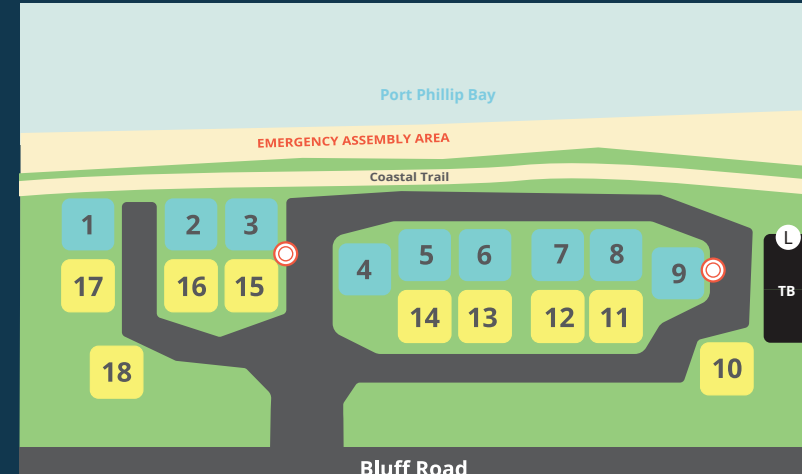 Port Phillip Bay
EMERGENCY ASSEMBLY AREA
Coastal Trail
1 2 3
4 5 6 7 8 9
L
TB
17 16 15
14 13 12 11
18
10
Bluff Road